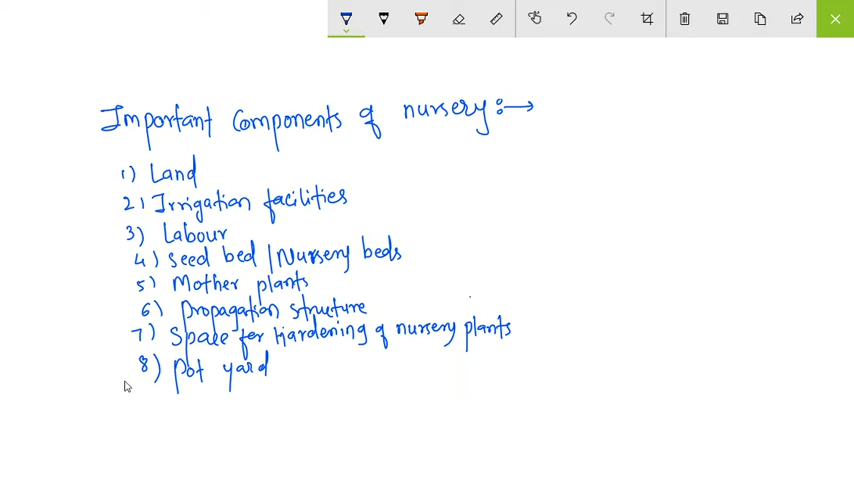 Important Components of nursery:→
1) Land
2) Irrigation facilities
3) Labour
4) Seed bed / Nursery beds
5) Mother plants
6) Propagation structure
7) Space for Hardening of nursery plants
8) Pot yard